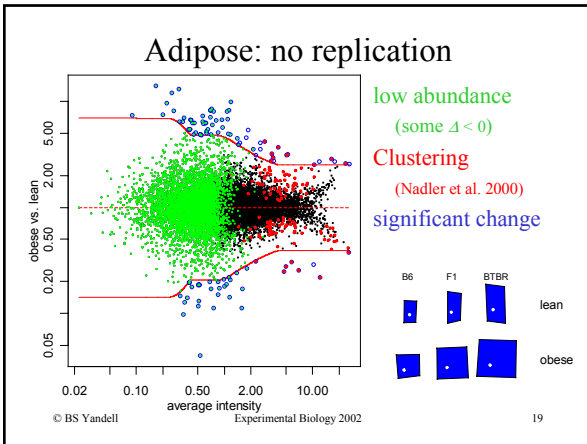 Adipose: no replication
low abundance
(some Δ < 0)
Clustering
(Nadler et al. 2000)
significant change
obese vs. lean
5.00
2.00
1.00
0.50
0.20
0.05
0.02 0.10 0.50 2.00 10.00
average intensity
B6 F1 BTBR
lean
obese
© BS Yandell Experimental Biology 2002 19